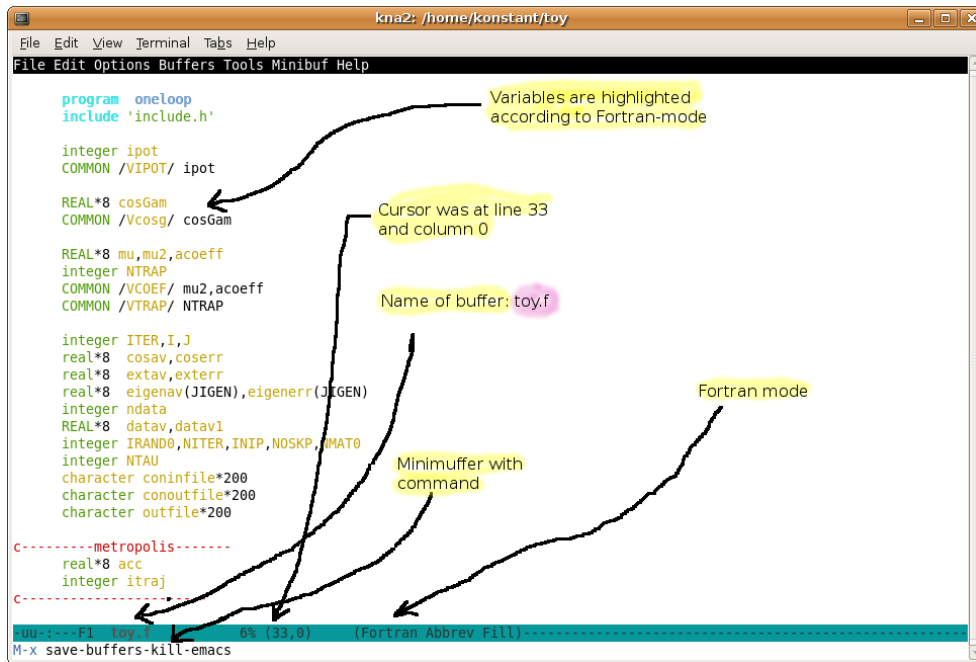 kna2: /home/konstant/toy
File Edit View Terminal Tabs Help
File Edit Options Buffers Tools Minibuf Help
program oneloop
include 'include.h'
Variables are highlighted
according to Fortran-mode
integer ipot
COMMON /VIPOT/ ipot
REAL*8 cosGam
COMMON /Vcosg/ cosGam
Cursor was at line 33
and column 0
REAL*8 mu,mu2,acoeff
integer NTRAP
COMMON /VCOEF/ mu2,acoeff
COMMON /VTRAP/ NTRAP
Name of buffer: toy.f
integer ITER,I,J
real*8 cosav,coserr
real*8 extav,exterr
real*8 eigenav(JIGEN),eigenerr(JIGEN)
Fortran mode
integer ndata
REAL*8 datav,datav1
integer IRAND0,NITER,INIP,NOSKP,NMAT0
integer NTAU
Minimuffer with
command
character coninfile*200
character conoutfile*200
character outfile*200
c---------metropolis-------
real*8 acc
integer itraj
c----------------------
-uu-:---F1 toy.f 6% (33,0) (Fortran Abbrev Fill)--------------------------------------------------------
M-x save-buffers-kill-emacs